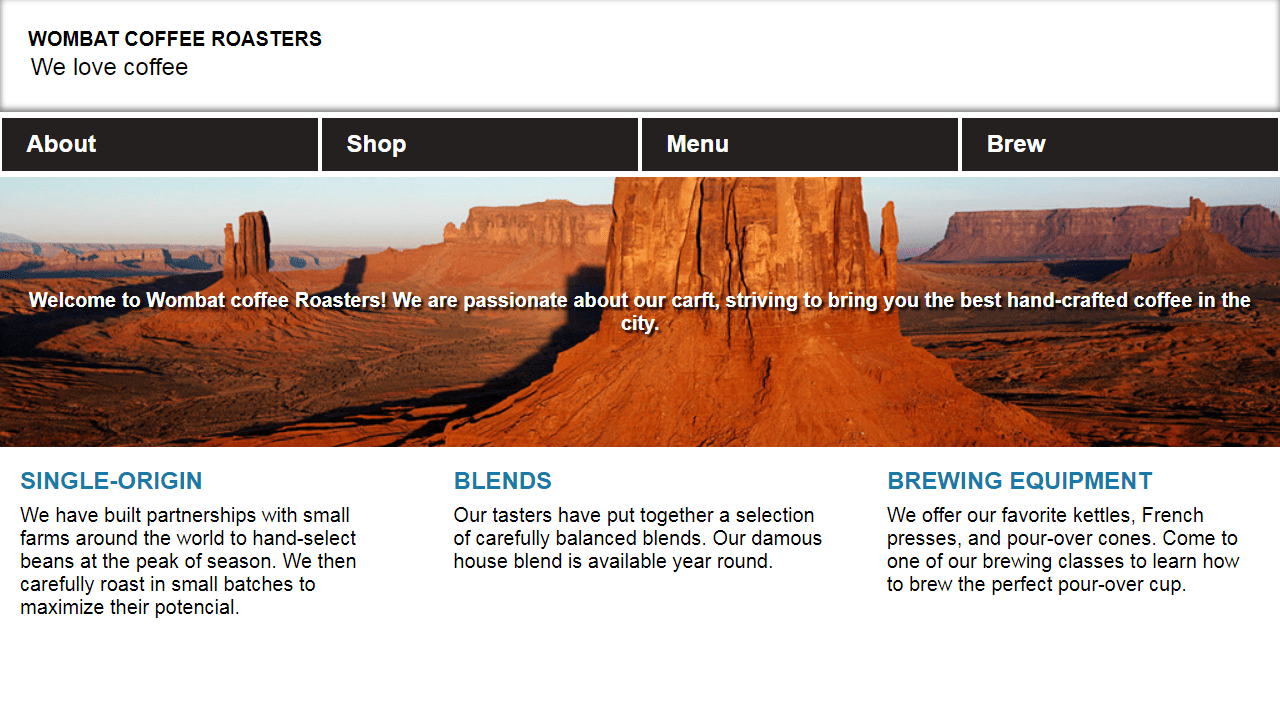 WOMBAT COFFEE ROASTERS
We love coffee
About
Shop
Menu
Brew
Welcome to Wombat coffee Roasters! We are passionate about our carft, striving to bring you the best hand-crafted coffee in the
city.
SINGLE-ORIGIN
We have built partnerships with small
farms around the world to hand-select
beans at the peak of season. We then
carefully roast in small batches to
maximize their potencial.
BLENDS
Our tasters have put together a selection
of carefully balanced blends. Our damous
house blend is available year round.
BREWING EQUIPMENT
We offer our favorite kettles, French
presses, and pour-over cones. Come to
one of our brewing classes to learn how
to brew the perfect pour-over cup.